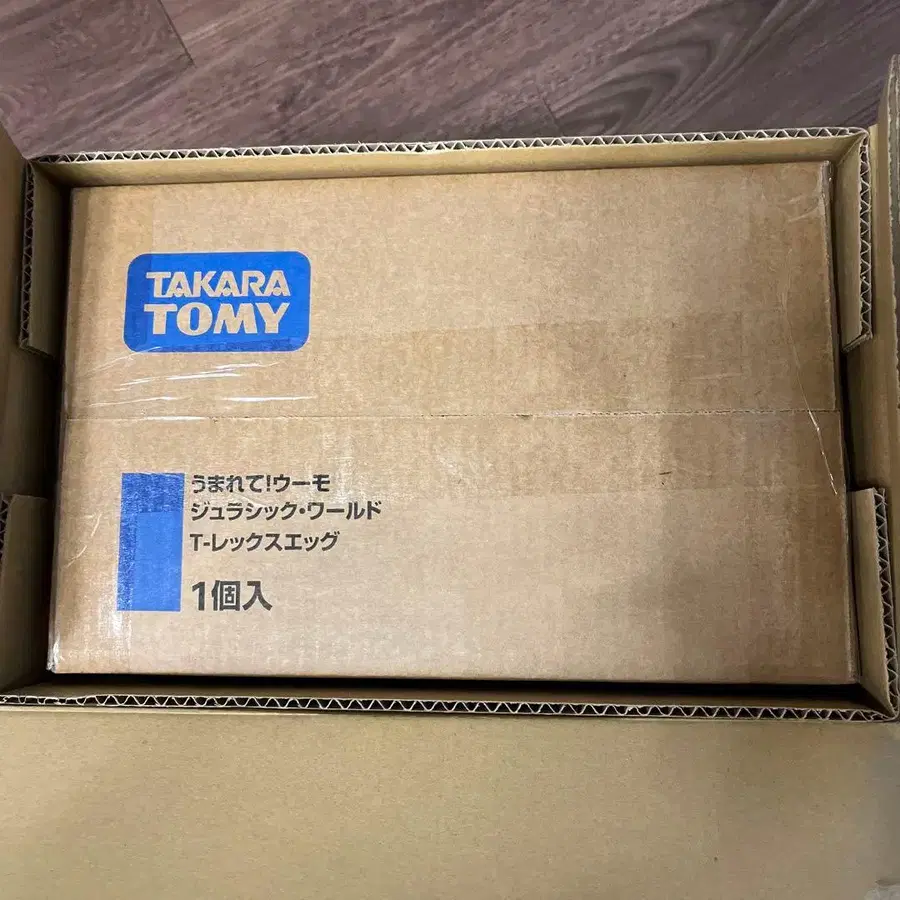 TAKARA
TOMY
うまれて!ウーモ
ジュラシック・ワールド
T-レックスエッグ
1個入